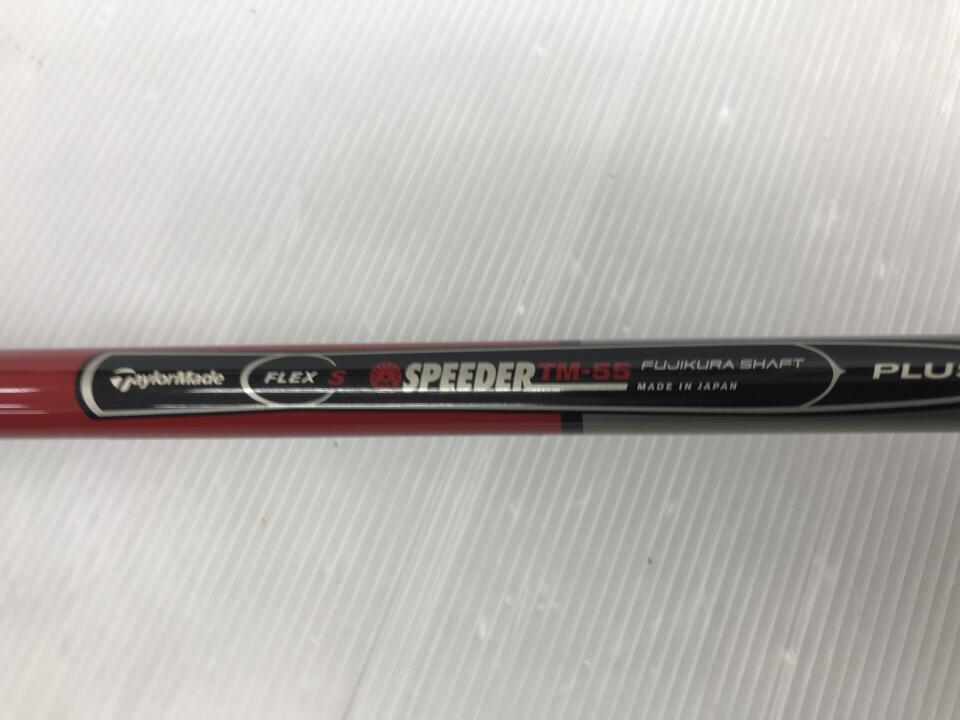 TaylorMade FLEX S SPEEDER TM-55 FUJIKURA SHAFT
MADE IN JAPAN
PLUS